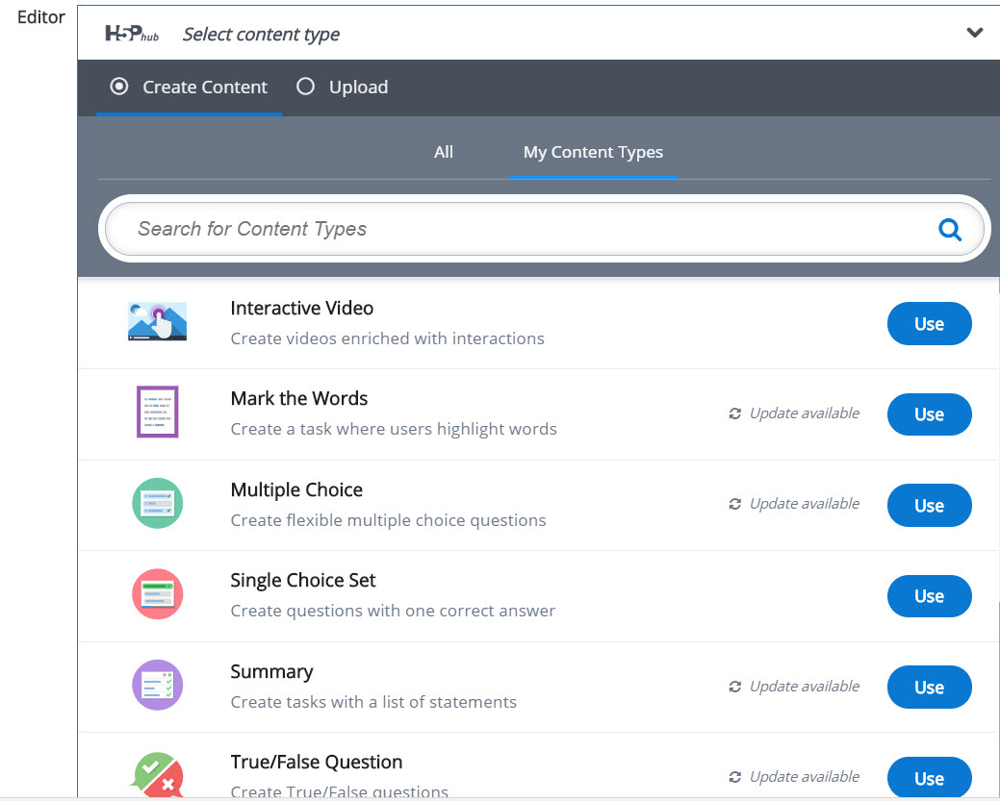 Editor
H5P hub Select content type
Create Content Upload
All My Content Types
Search for Content Types
Interactive Video
Create videos enriched with interactions
Use
Mark the Words
Create a task where users highlight words
Update available
Use
Multiple Choice
Create flexible multiple choice questions
Update available
Use
Single Choice Set
Create questions with one correct answer
Use
Summary
Create tasks with a list of statements
Update available
Use
True/False Question
Create True/False questions
Update available
Use